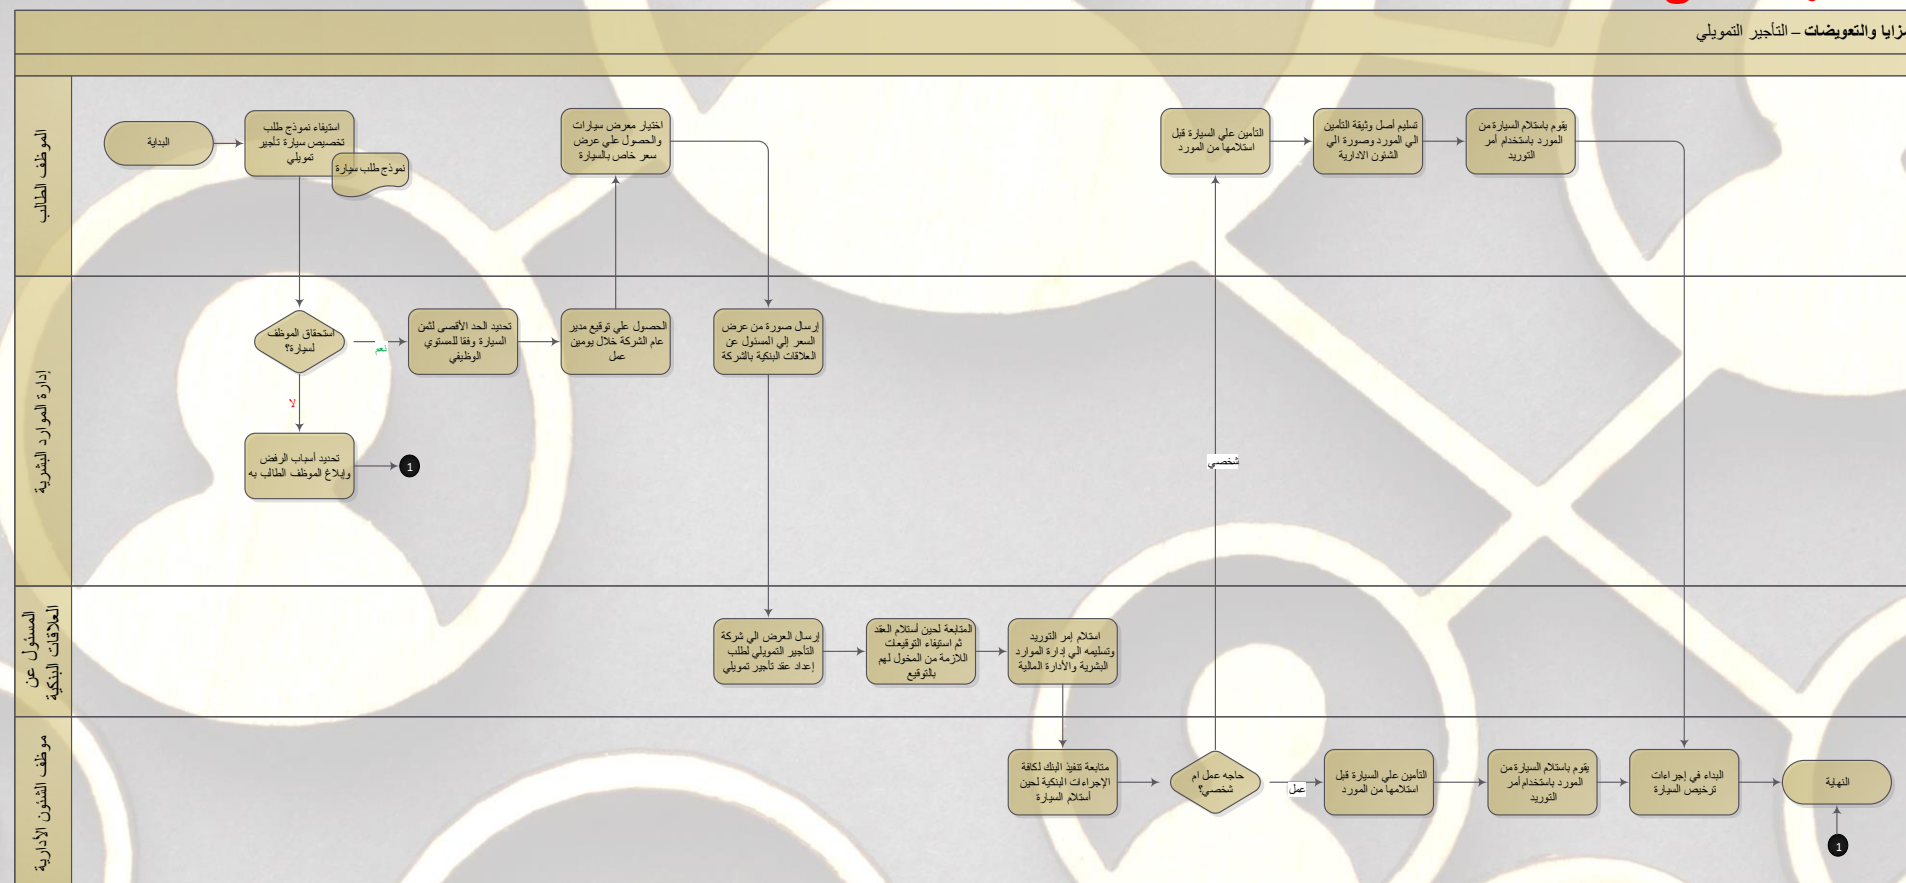 والتعويضات – التأجير التمويلي
الموظف الطالب
البداية
استيفاء نموذج طلب
تخصيص سيارة تأجير
تمويلي
نموذج طلب سيارة
اختيار معرض سيارات
والحصول علي عرض
سعر خاص بالسيارة
التأمين علي السيارة قبل
استلامها من المورد
تسليم أصل وثيقة التأمين
الي المورد وصورة الي
الشئون الادارية
يقوم باستلام السيارة من
المورد باستخدام أمر
التوريد
إدارة الموارد البشرية
استحقاق الموظف
لسيارة؟
نعم
لا
تحديد الحد الأقصى لثمن
السيارة وفقا للمستوي
الوظيفي
الحصول علي توقيع مدير
عام الشركة خلال يومين
عمل
إرسال صورة من عرض
السعر إلي المسئول عن
العلاقات البنكية بالشركة
تحديد أسباب الرفض
وإبلاغ الموظف الطالب به
1
شخصي
المسئول عن
العلاقات البنكية
إرسال العرض الي شركة
التأجير التمويلي لطلب
إعداد عقد تأجير تمويلي
المتابعة لحين أستلام العقد
ثم استيفاء التوقيعات
اللازمة من المخول لهم
بالتوقيع
استلام إمر التوريد
وتسليمه الي إدارة الموارد
البشرية والأدارة المالية
موظف الشئون الأدارية
متابعة تنفيذ البنك لكافة
الإجراءات البنكية لحين
أستلام السيارة
حاجه عمل ام
شخصي؟
عمل
التأمين علي السيارة قبل
استلامها من المورد
يقوم باستلام السيارة من
المورد باستخدام أمر
التوريد
البداء في إجراءات
ترخيص السيارة
النهاية
1